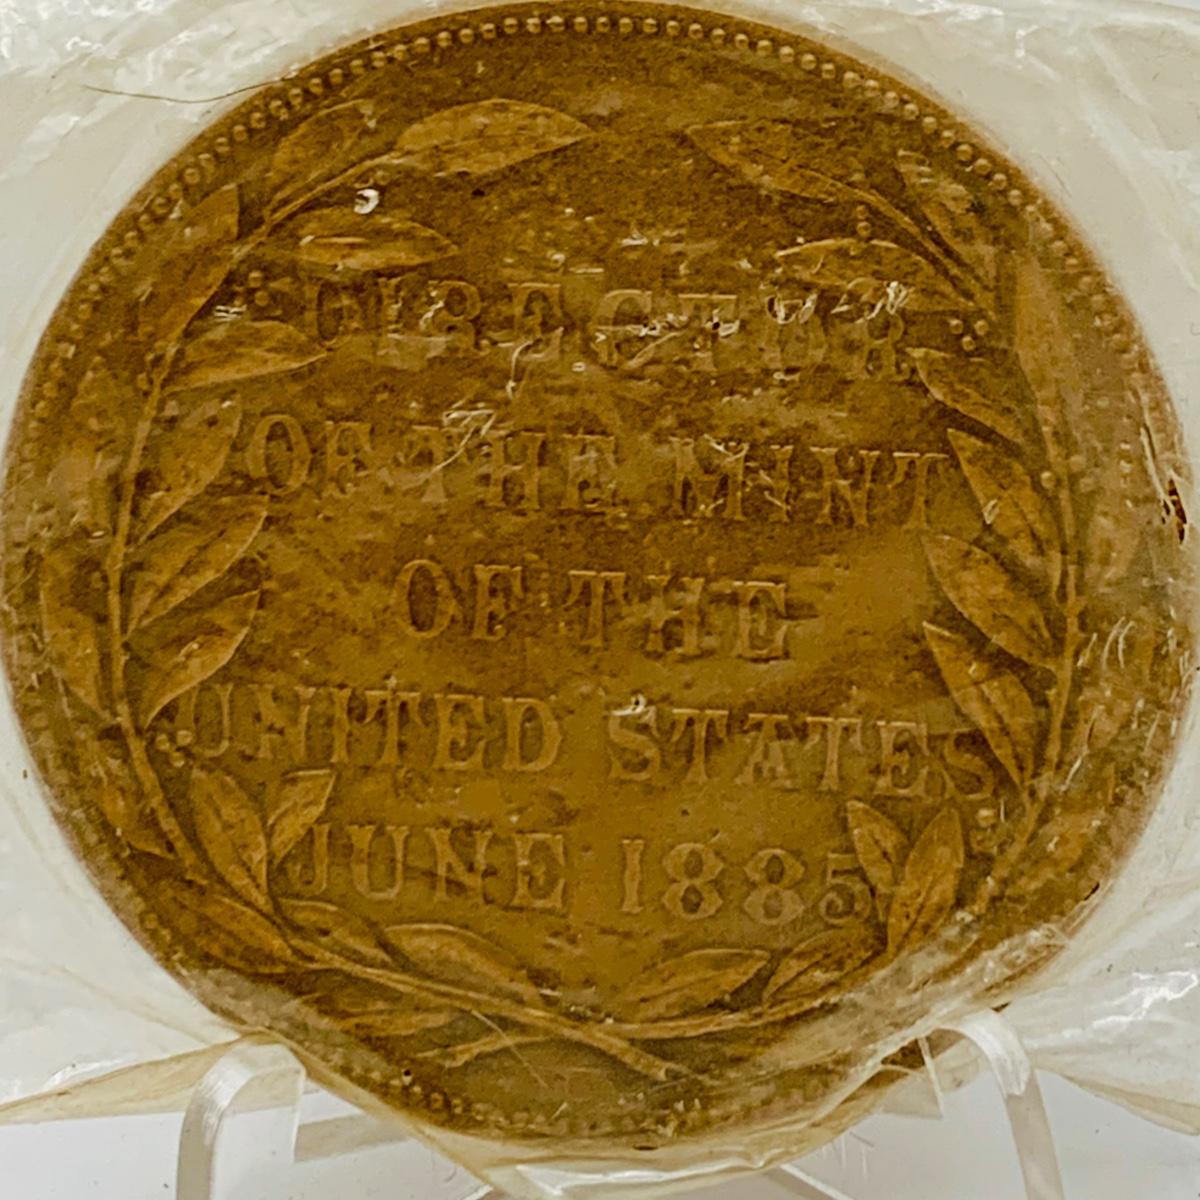 DIRECTOR
OF THE MINT
OF THE
UNITED STATES
JUNE 1885